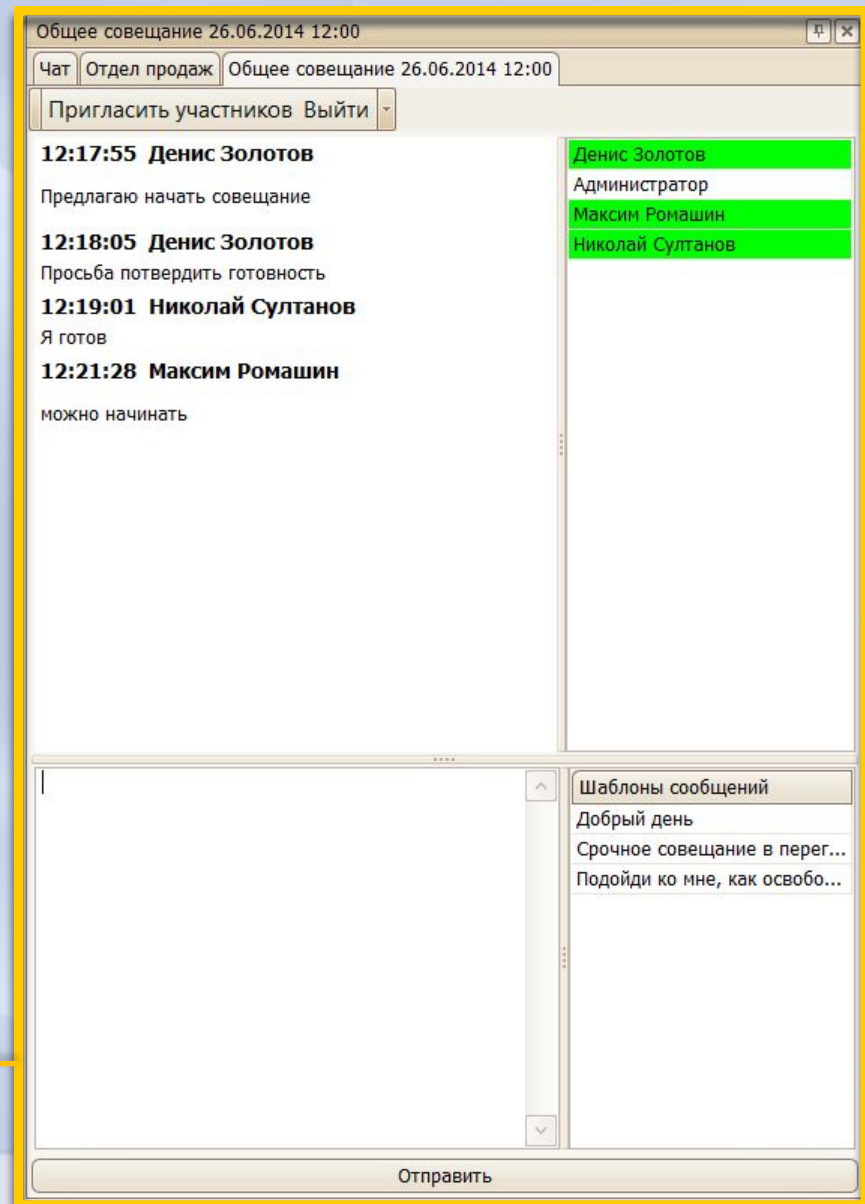 Общее совещание 26.06.2014 12:00
Чат Отдел продаж Общее совещание 26.06.2014 12:00
Пригласить участников Выйти
12:17:55 Денис Золотов
Предлагаю начать совещание
12:18:05 Денис Золотов
Просьба потвердить готовность
12:19:01 Николай Султанов
Я готов
12:21:28 Максим Ромашин
можно начинать
Денис Золотов
Администратор
Максим Ромашин
Николай Султанов
Шаблоны сообщений
Добрый день
Срочное совещание в перег...
Подойди ко мне, как освобо...
Отправить